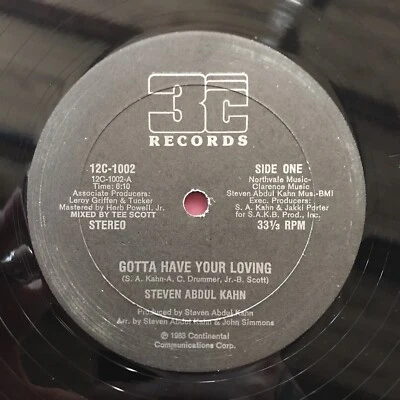 3C
RECORDS
12C-1002
12C-1002-A
Time: 6:10
Associate Producers:
Leroy Griffen & Tucker
Mastered by Herb Powell, Jr.
MIXED BY TEE SCOTT
STEREO
SIDE ONE
Northvale Music-
Clarence Music
Steven Abdul Kahn Mus.-BMI
Exec. Producers:
S. A. Kahn & Jakki Porter
for S.A.K.B. Prod., Inc.
33⅓ RPM
GOTTA HAVE YOUR LOVING
(S. A. Kahn-A. C. Drummer, Jr.-B. Scott)
STEVEN ABDUL KAHN
Produced by Steven Abdul Kahn
Arr. by Steven Abdul Kahn & John Simmons
℗ 1983 Continental
Communications Corp.